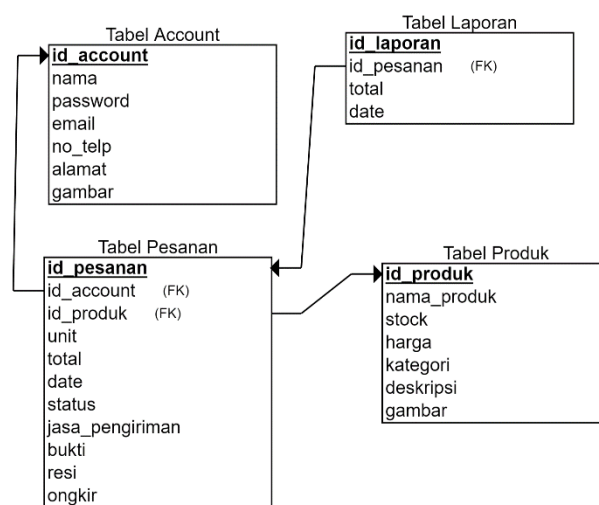 Tabel Account
id_account
nama
password
email
no_telp
alamat
gambar
Tabel Laporan
id_laporan
id_pesanan (FK)
total
date
Tabel Pesanan
id_pesanan
id_account (FK)
id_produk (FK)
unit
total
date
status
jasa_pengiriman
bukti
resi
ongkir
Tabel Produk
id_produk
nama_produk
stock
harga
kategori
deskripsi
gambar